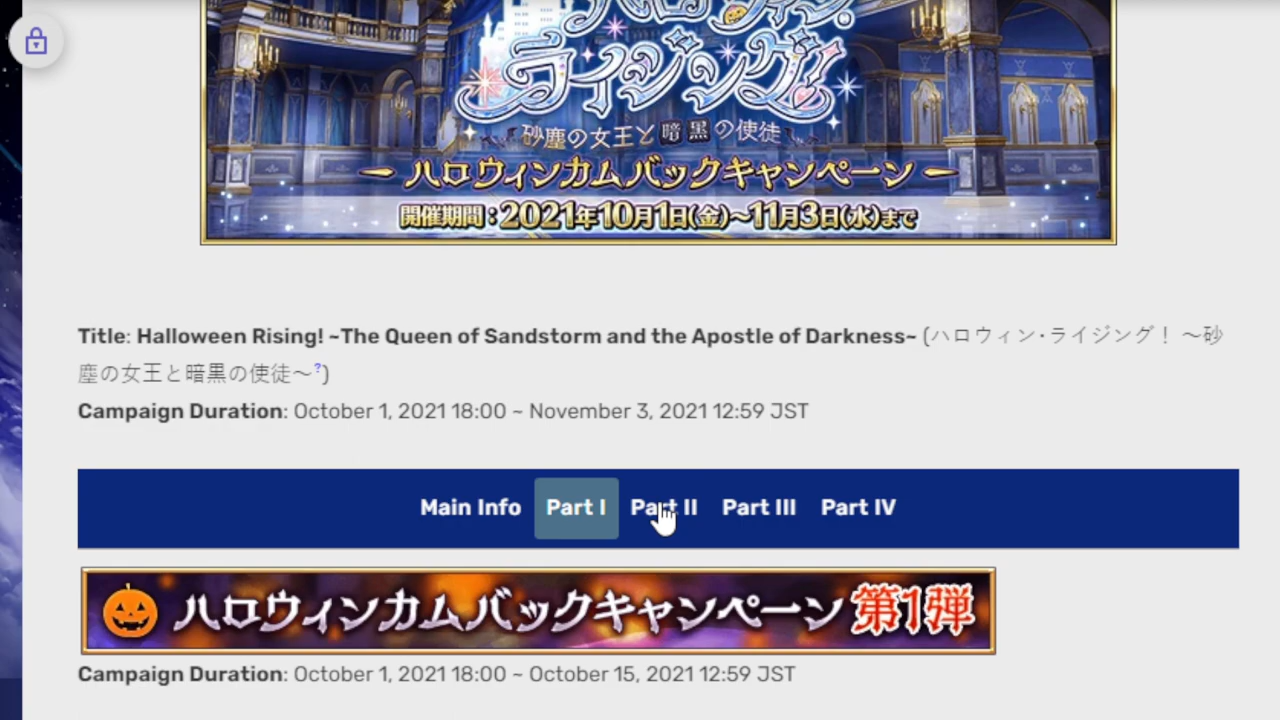 ハロウィン・
ライジング!
砂塵の女王と暗黒の使徒
ー ハロウィンカムバックキャンペーン ー
開催期間:2021年10月1日(金)~11月3日(水)まで
Title: Halloween Rising! ~The Queen of Sandstorm and the Apostle of Darkness~ (ハロウィン・ライジング! ~砂
塵の女王と暗黒の使徒~?)
Campaign Duration: October 1, 2021 18:00 ~ November 3, 2021 12:59 JST
Main Info Part I Part II Part III Part IV
ハロウィンカムバックキャンペーン 第1弾
Campaign Duration: October 1, 2021 18:00 ~ October 15, 2021 12:59 JST